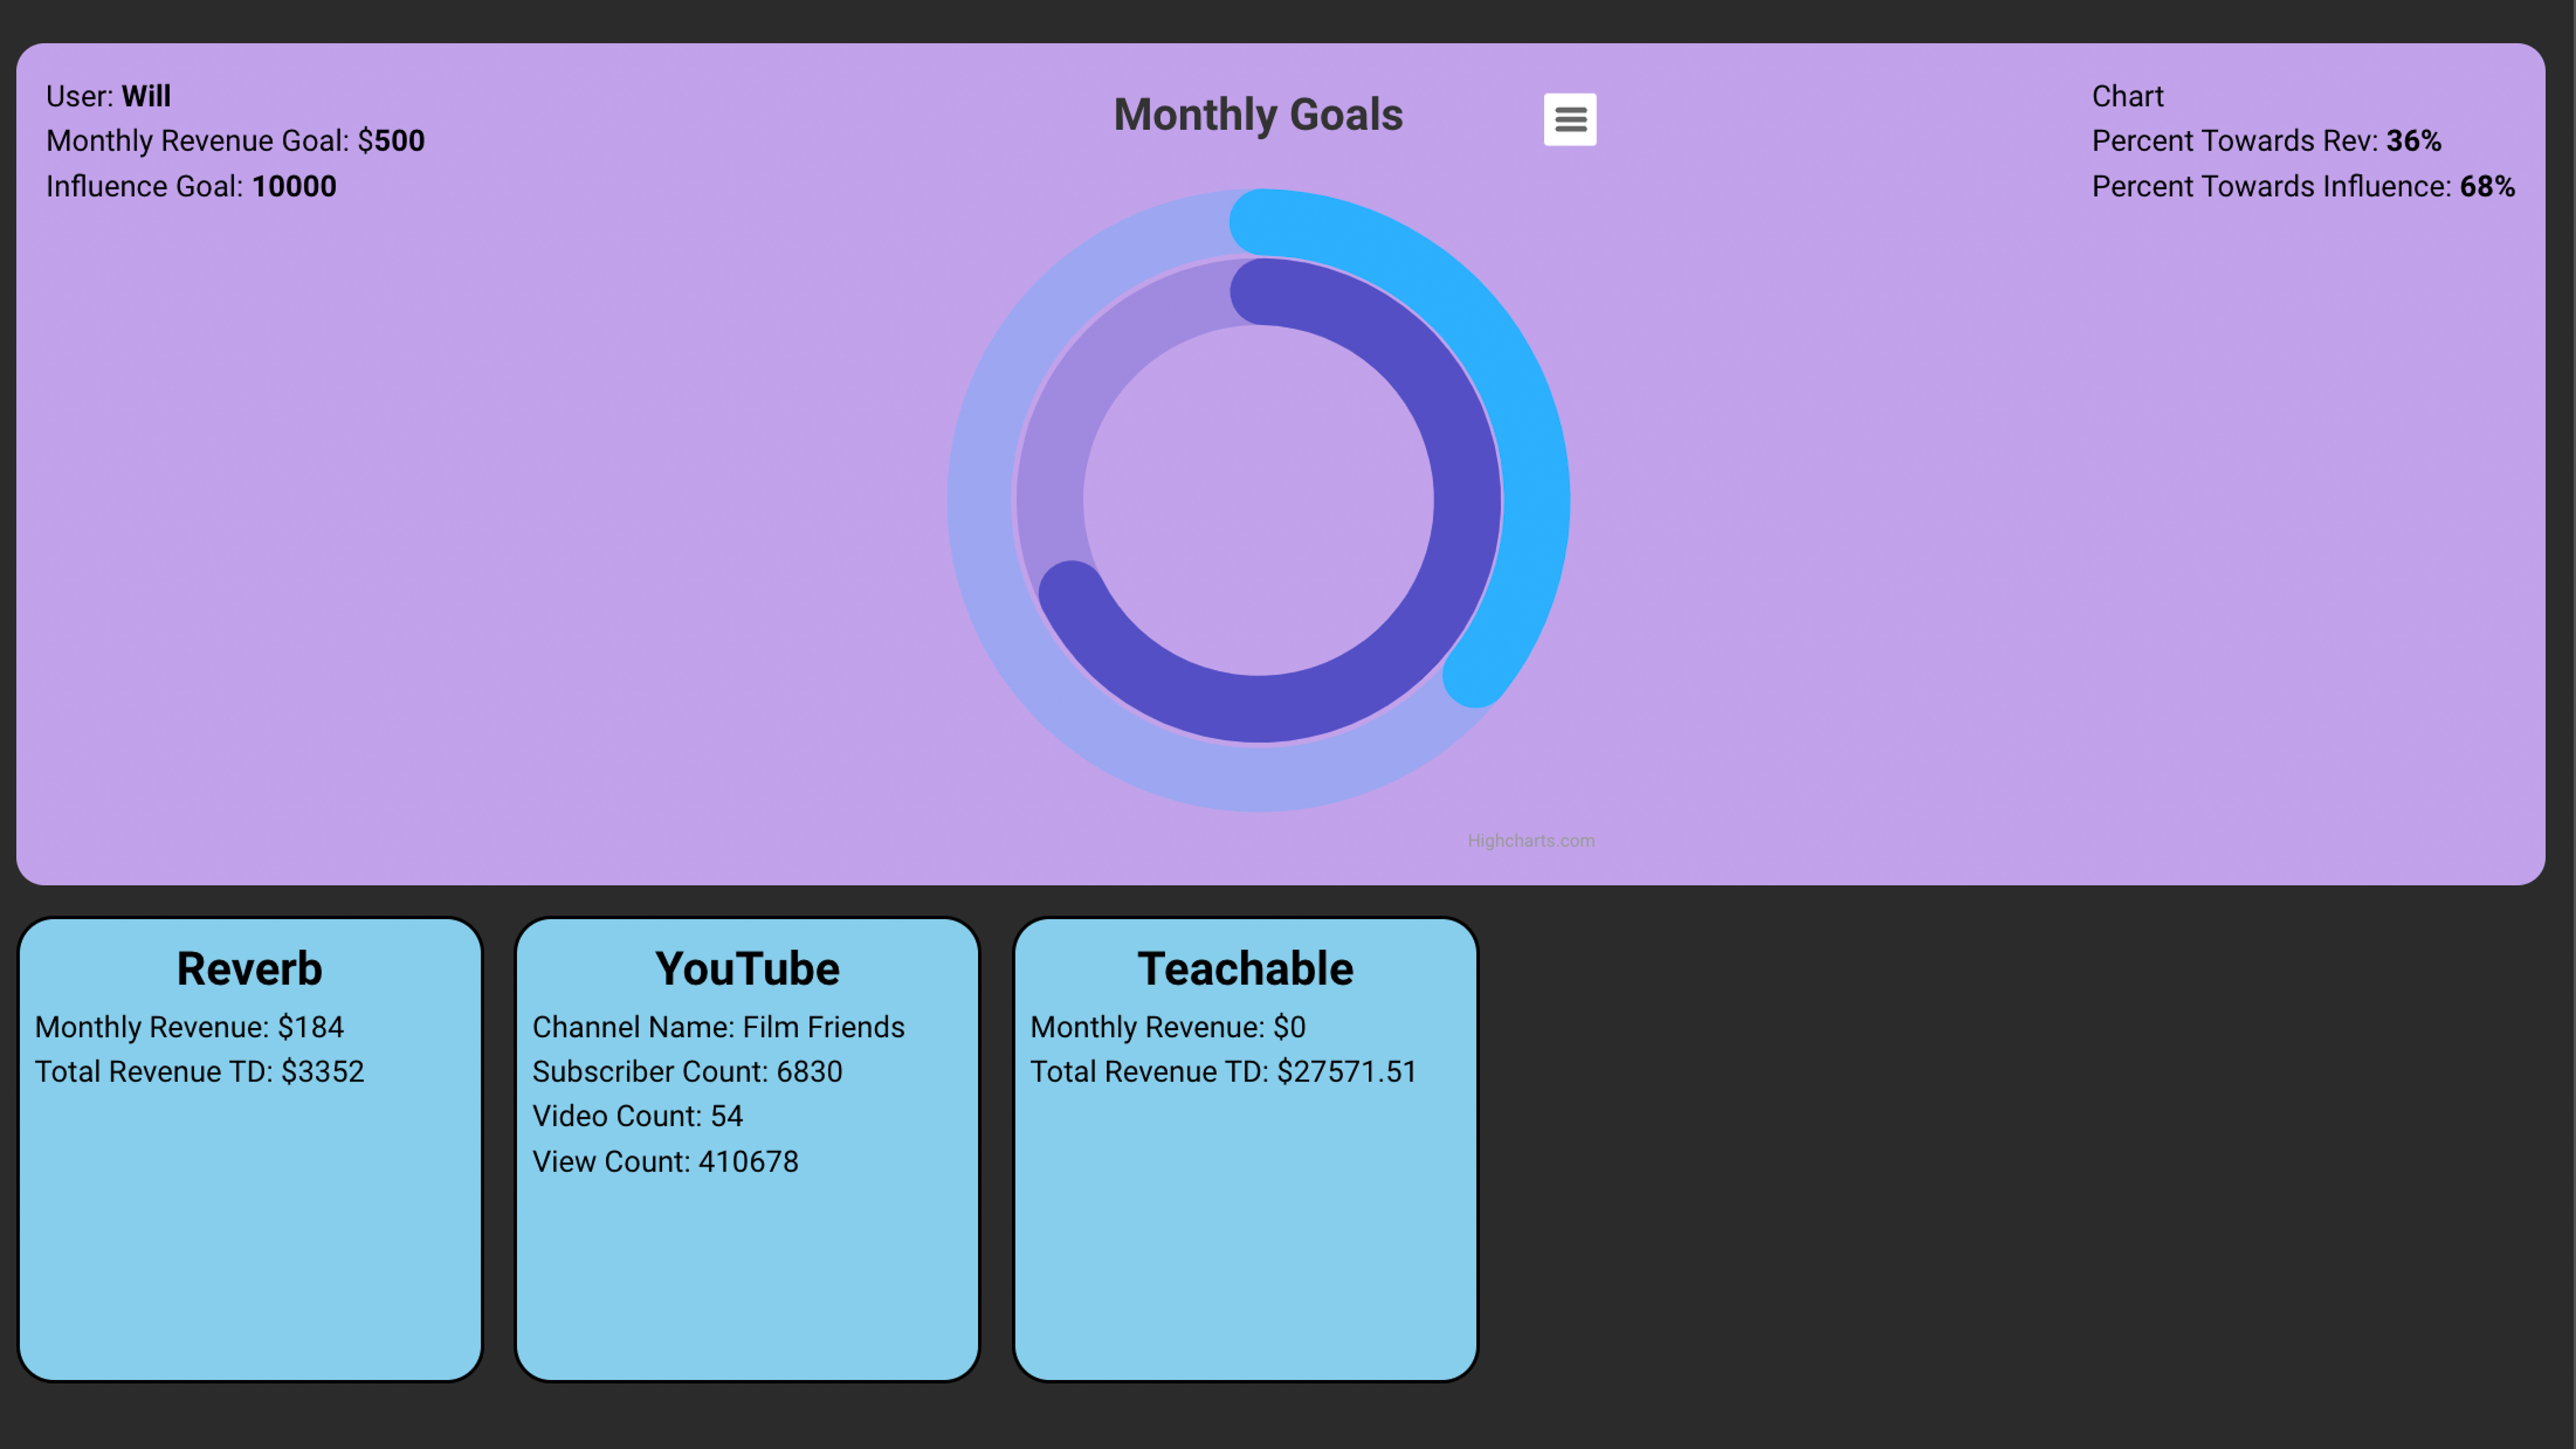 User: Will
Monthly Revenue Goal: $500
Influence Goal: 10000
Monthly Goals
Chart
Percent Towards Rev: 36%
Percent Towards Influence: 68%
Highcharts.com
Reverb
Monthly Revenue: $184
Total Revenue TD: $3352
YouTube
Channel Name: Film Friends
Subscriber Count: 6830
Video Count: 54
View Count: 410678
Teachable
Monthly Revenue: $0
Total Revenue TD: $27571.51